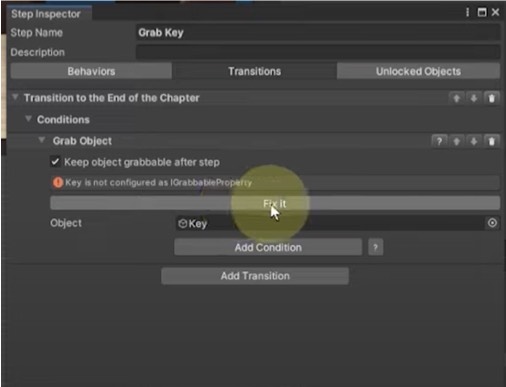 Step Inspector
Step Name Grab Key
Description
Behaviors Transitions Unlocked Objects
Transition to the End of the Chapter
Conditions
Grab Object ?
Keep object grabbable after step
Key is not configured as IGrabbableProperty
Fix it
Object Key
Add Condition ?
Add Transition